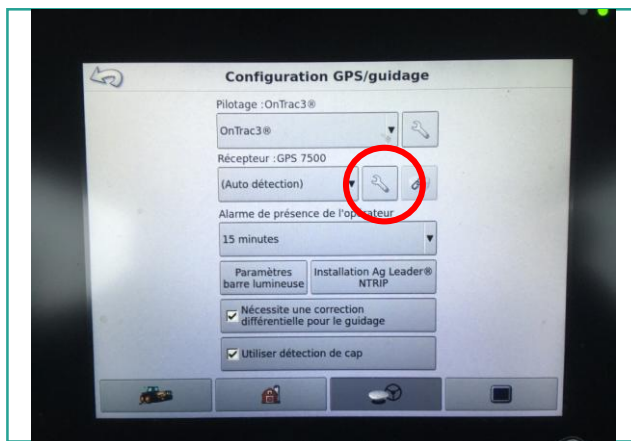 Configuration GPS/guidage
Pilotage :OnTrac3®
OnTrac3®
Récepteur :GPS 7500
(Auto détection)
Alarme de présence de l'opérateur
15 minutes
Paramètres
barre lumineuse
Installation Ag Leader®
NTRIP
Nécessite une correction
différentielle pour le guidage
Utiliser détection de cap